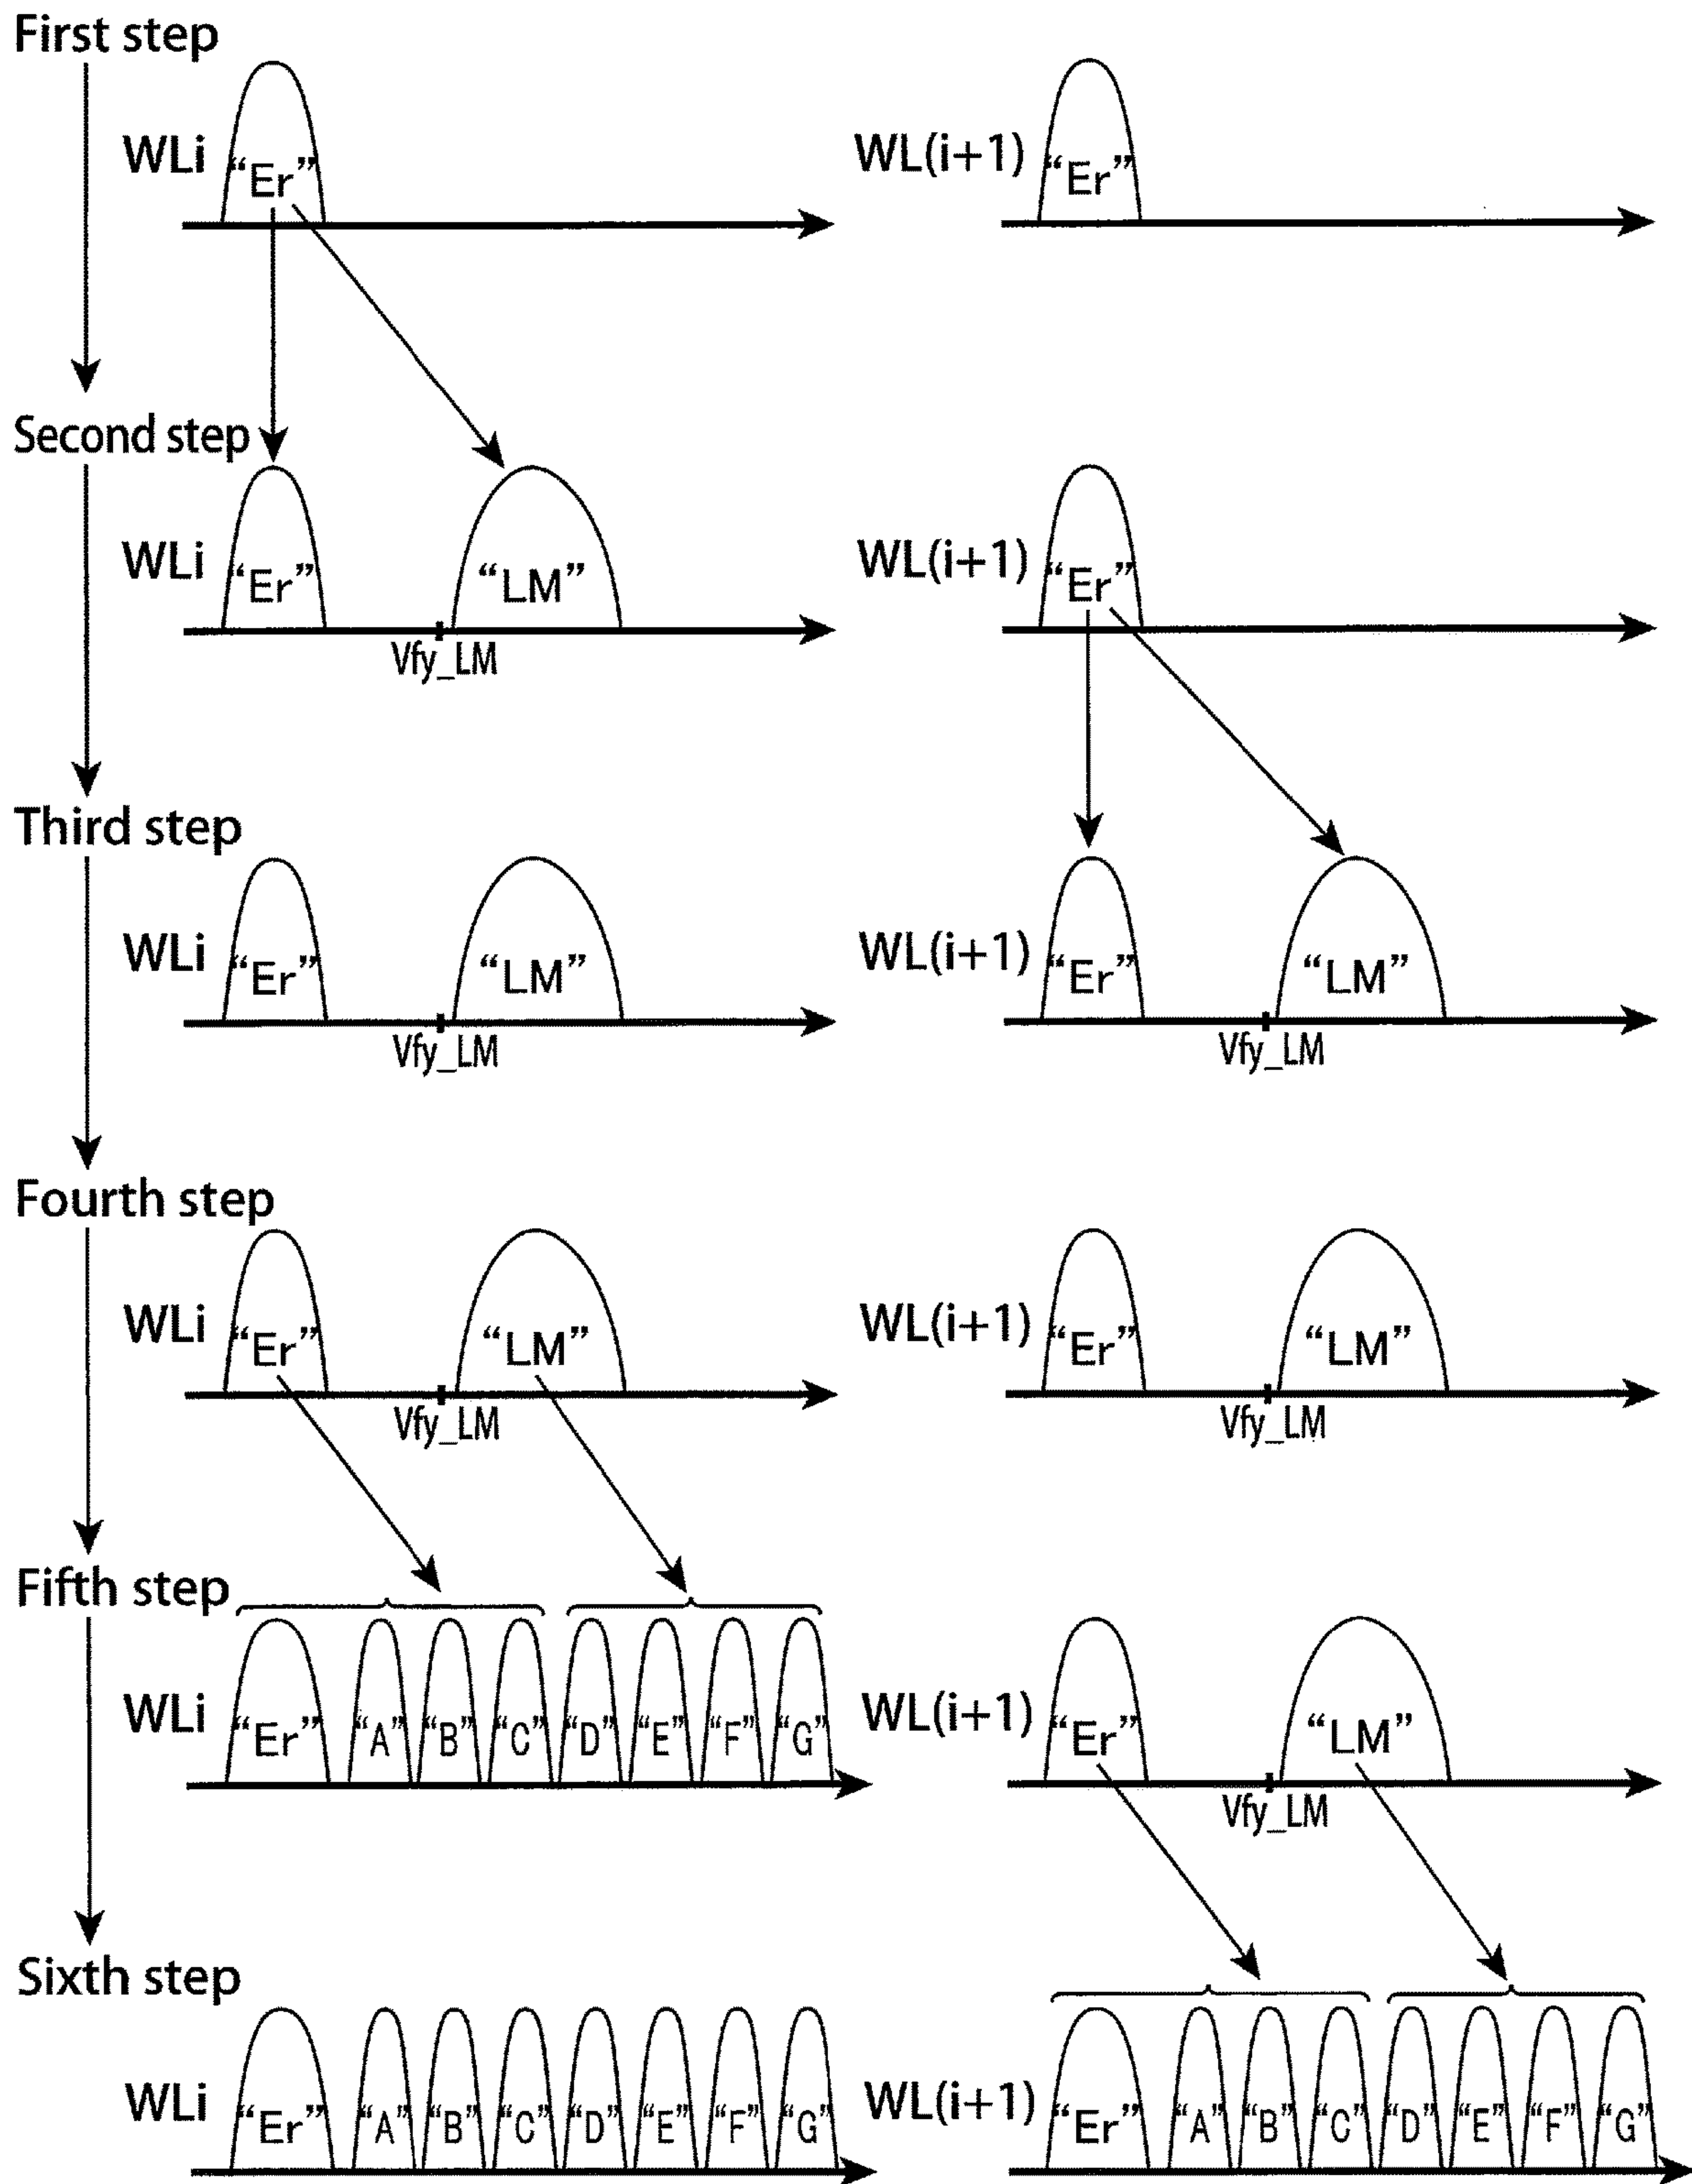 First step
WLi “Er” WL(i+1) “Er”
Second step
WLi “Er” “LM” WL(i+1) “Er”
Vfy_LM
Third step
WLi “Er” “LM” WL(i+1) “Er” “LM”
Vfy_LM Vfy_LM
Fourth step
WLi “Er” “LM” WL(i+1) “Er” “LM”
Vfy_LM Vfy_LM
Fifth step
WLi “Er” “A” “B” “C” “D” “E” “F” “G” WL(i+1) “Er” “LM”
Vfy_LM
Sixth step
WLi “Er” “A” “B” “C” “D” “E” “F” “G” WL(i+1) “Er” “A” “B” “C” “D” “E” “F” “G”